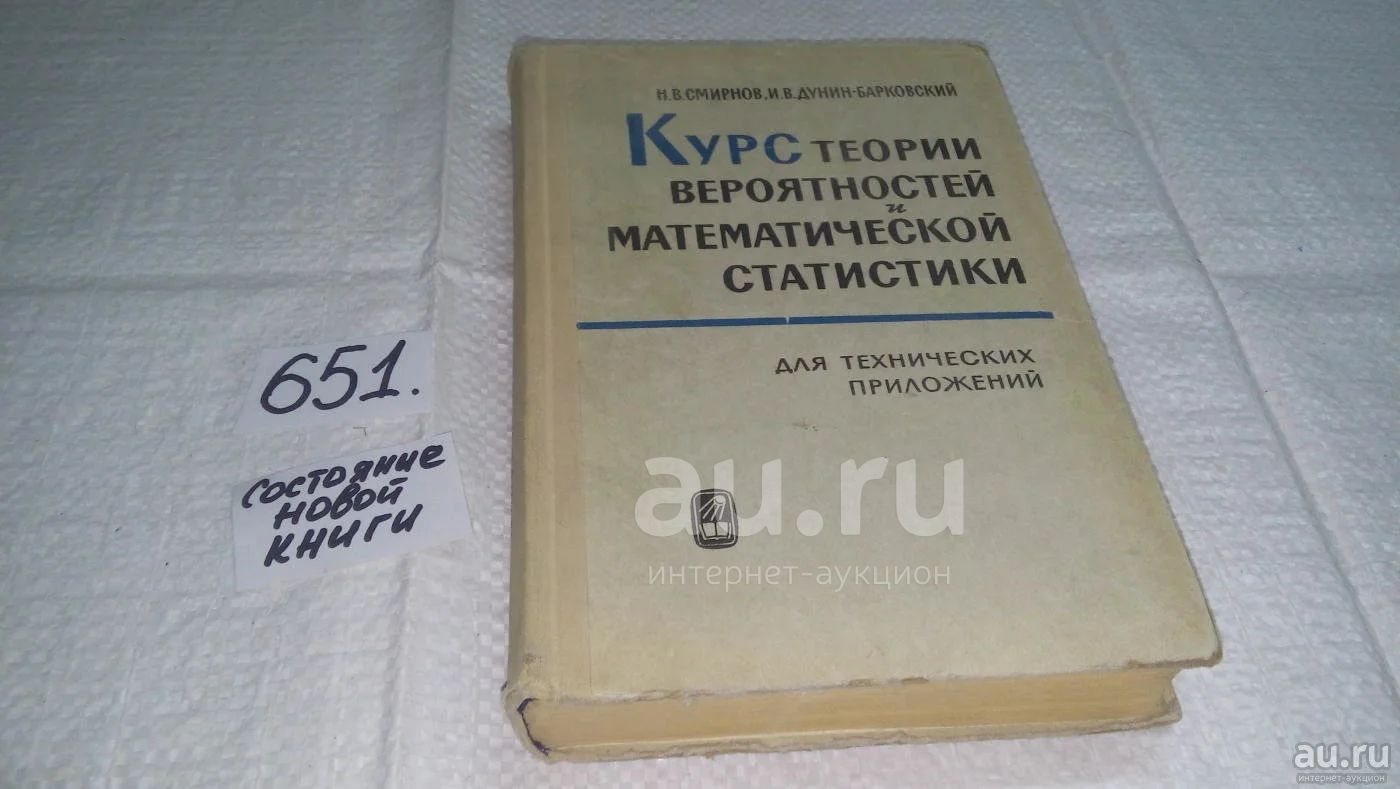 Н.В.СМИРНОВ, И.В.ДУНИН-БАРКОВСКИЙ
КУРС ТЕОРИИ
ВЕРОЯТНОСТЕЙ
и
МАТЕМАТИЧЕСКОЙ
СТАТИСТИКИ
ДЛЯ ТЕХНИЧЕСКИХ
ПРИЛОЖЕНИЙ
651.
состояние
новой
книги
au.ru
интернет-аукцион
au.ru
интернет-аукцион